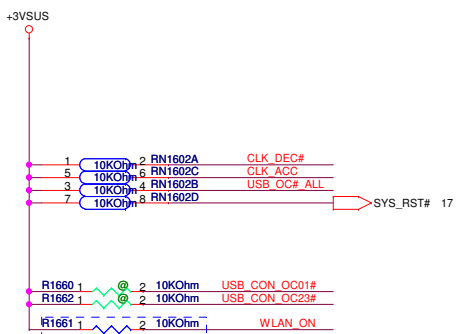 +3VSUS
1 10KOhm 2 RN1602A CLK_DEC#
5 10KOhm 6 RN1602C CLK_ACC
3 10KOhm 4 RN1602B USB_OC#_ALL
7 10KOhm 8 RN1602D SYS_RST# 17
R1660 1 @ 2 10KOhm USB_CON_OC01#
R1662 1 @ 2 10KOhm USB_CON_OC23#
R1661 1 2 10KOhm WLAN_ON